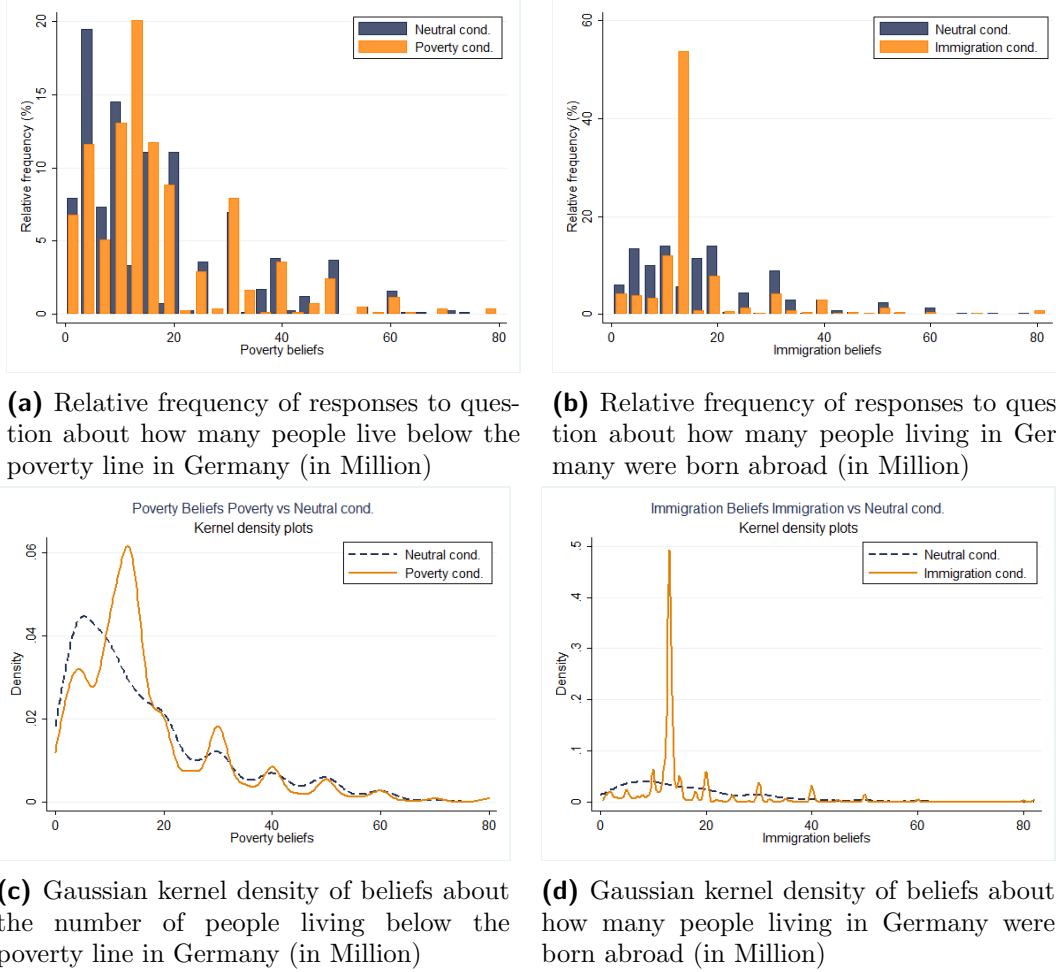 20
15
10
5
0
Relative frequency (%)
Neutral cond.
Poverty cond.
0 20 40 60 80
Poverty beliefs
60
40
20
0
Relative frequency (%)
Neutral cond.
Immigration cond.
0 20 40 60 80
Immigration beliefs
(a) Relative frequency of responses to ques-
tion about how many people live below the
poverty line in Germany (in Million)
(b) Relative frequency of responses to ques
tion about how many people living in Ger
many were born abroad (in Million)
Poverty Beliefs Poverty vs Neutral cond.
Kernel density plots
.06
.04
.02
0
Density
Neutral cond.
Poverty cond.
0 20 40 60 80
Poverty beliefs
Immigration Beliefs Immigration vs Neutral cond.
Kernel density plots
.5
.4
.3
.2
.1
0
Density
Neutral cond.
Immigration cond.
0 20 40 60 80
Immigration beliefs
(c) Gaussian kernel density of beliefs about
the number of people living below the
poverty line in Germany (in Million)
(d) Gaussian kernel density of beliefs about
how many people living in Germany were
born abroad (in Million)